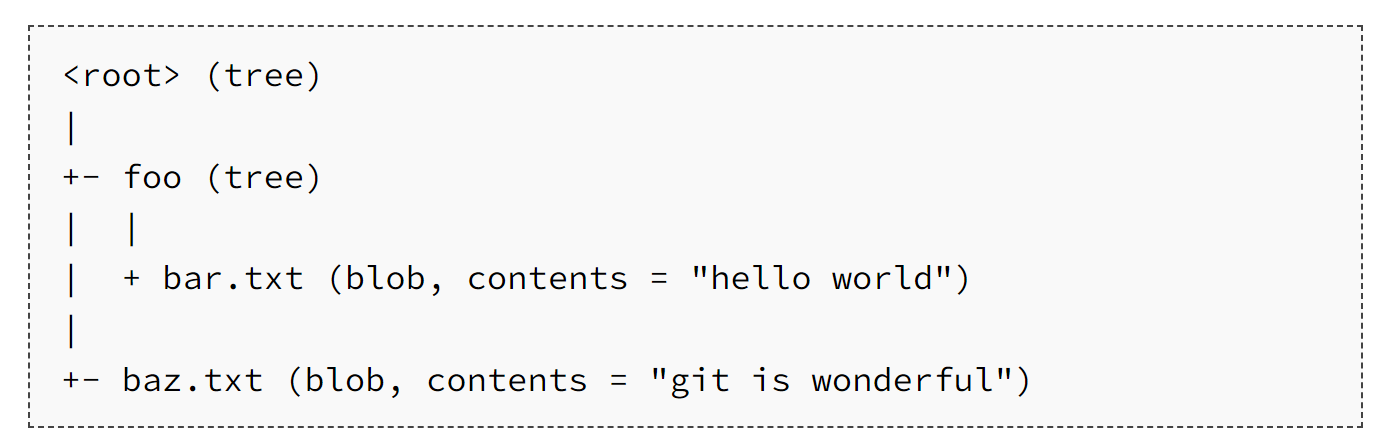 <root> (tree)
|
+- foo (tree)
|  |
|  + bar.txt (blob, contents = "hello world")
|
+- baz.txt (blob, contents = "git is wonderful")